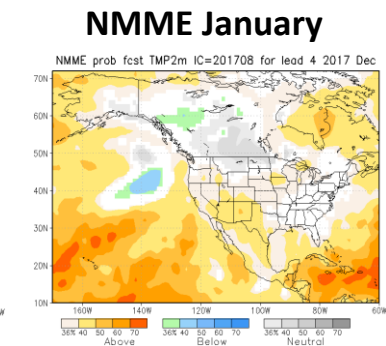 NMME January
NMME prob fcst TMP2m IC=201708 for lead 4 2017 Dec
70N
60N
50N
40N
30N
20N
10N
160W 140W 120W 100W 80W 60W
36% 40 50 60 70 36% 40 50 60 70 36% 40 50 60 70
Above Below Neutral